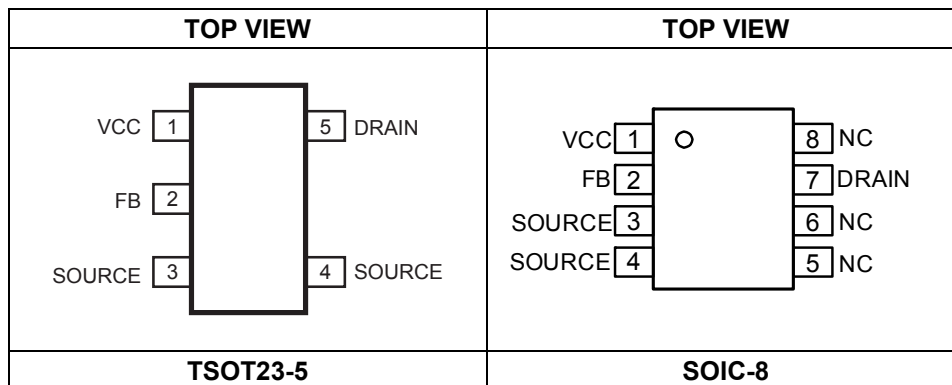 TOP VIEW
TOP VIEW
VCC 1
5 DRAIN
FB 2
SOURCE 3
4 SOURCE
VCC 1
8 NC
FB 2
7 DRAIN
SOURCE 3
6 NC
SOURCE 4
5 NC
TSOT23-5
SOIC-8